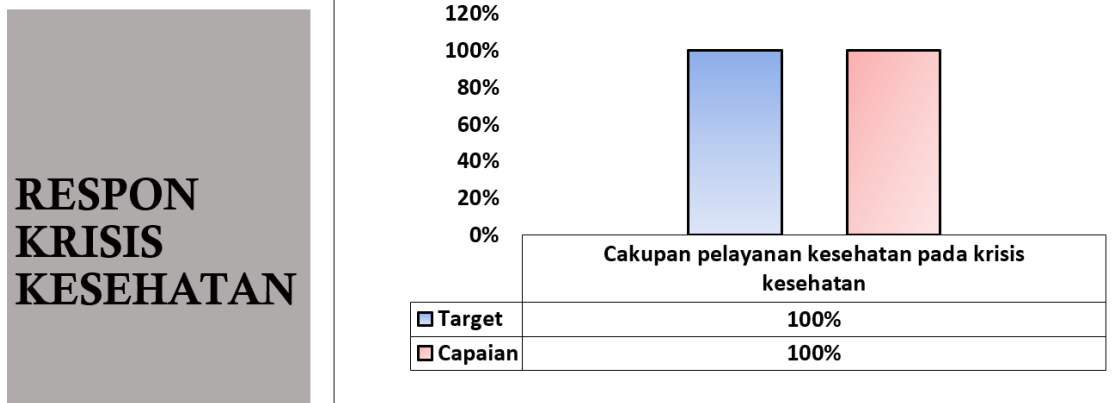 RESPON
KRISIS
KESEHATAN
120%
100%
80%
60%
40%
20%
0%
Cakupan pelayanan kesehatan pada krisis
kesehatan
Target 100%
Capaian 100%